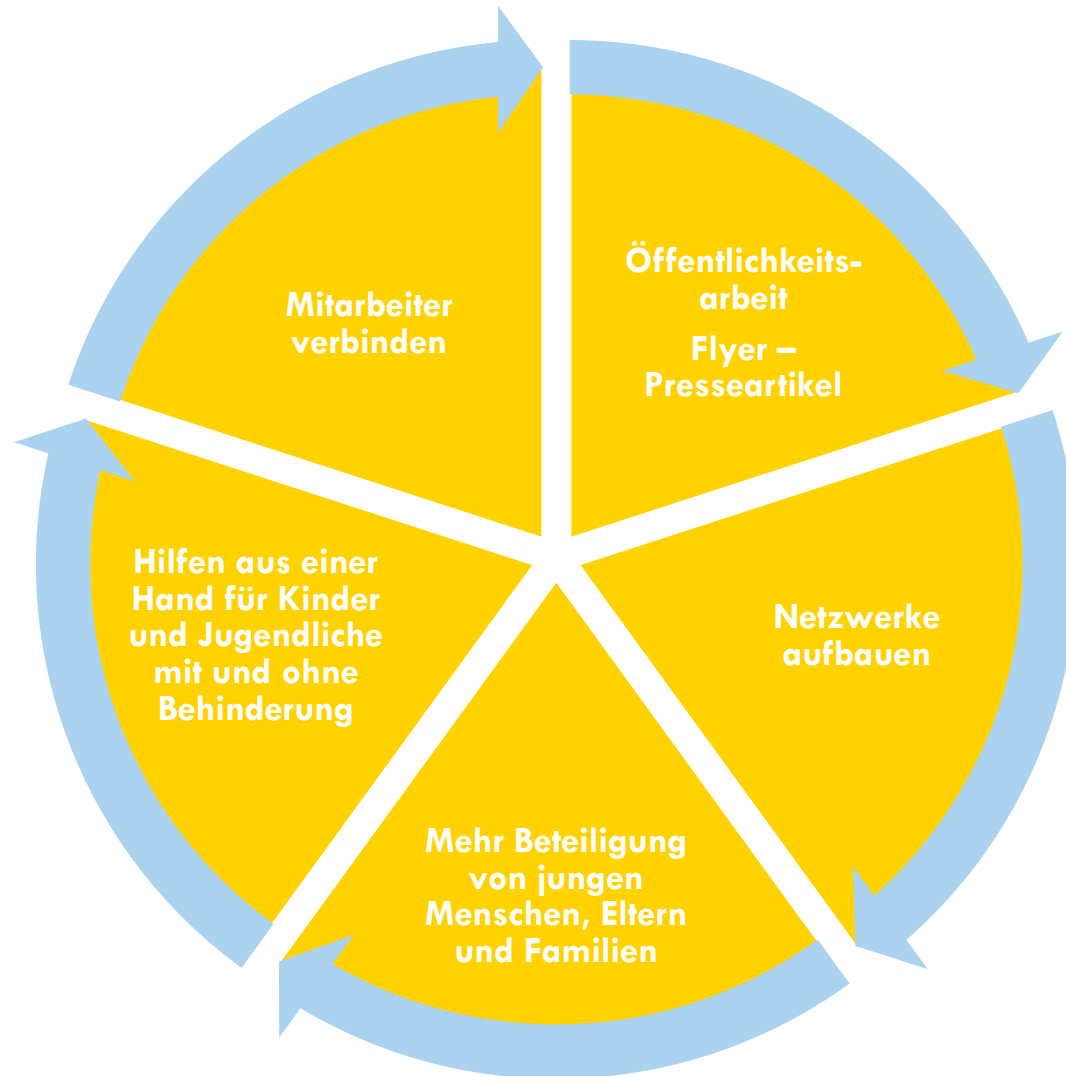 Öffentlichkeits-
arbeit
Flyer –
Presseartikel
Netzwerke
aufbauen
Mehr Beteiligung
von jungen
Menschen, Eltern
und Familien
Hilfen aus einer
Hand für Kinder
und Jugendliche
mit und ohne
Behinderung
Mitarbeiter
verbinden